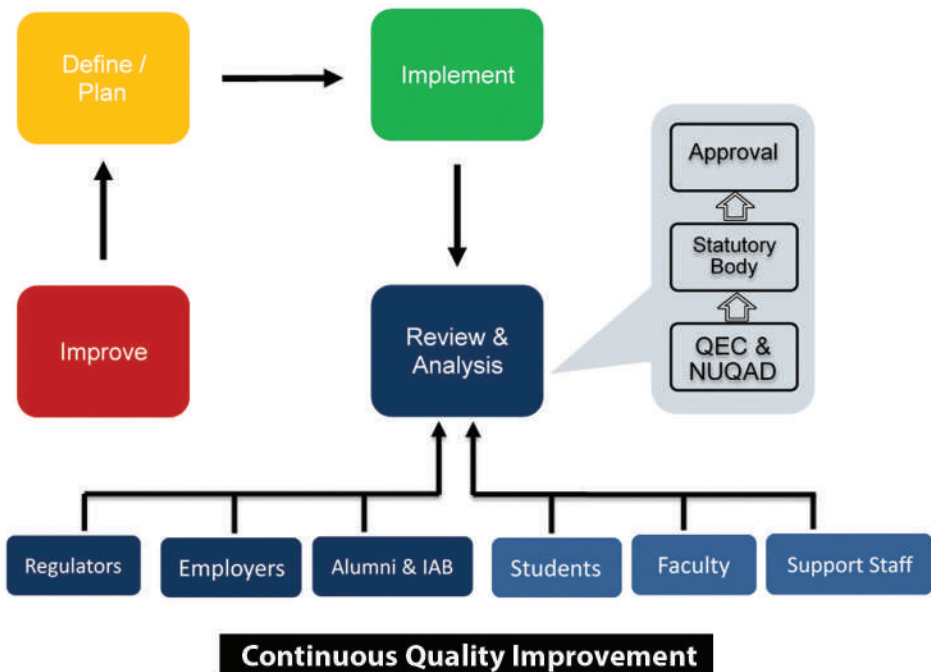 Define /
Plan
Implement
Approval
Statutory
Body
QEC &
NUQAD
Improve
Review &
Analysis
Regulators
Employers
Alumni & IAB
Students
Faculty
Support Staff
Continuous Quality Improvement